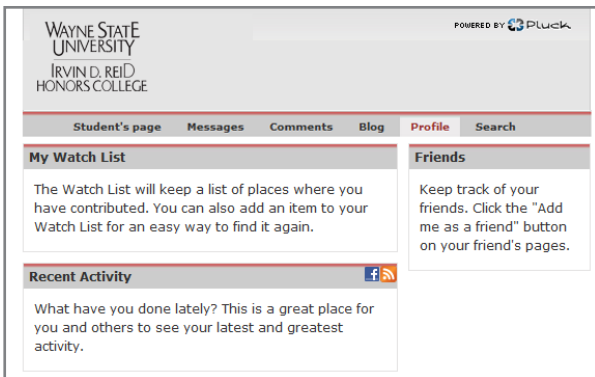 WAYNE STATE
UNIVERSITY
IRVIN D. REID
HONORS COLLEGE
POWERED BY Pluck
Student's page Messages Comments Blog Profile Search
My Watch List
The Watch List will keep a list of places where you
have contributed. You can also add an item to your
Watch List for an easy way to find it again.
Friends
Keep track of your
friends. Click the "Add
me as a friend" button
on your friend's pages.
Recent Activity
What have you done lately? This is a great place for
you and others to see your latest and greatest
activity.